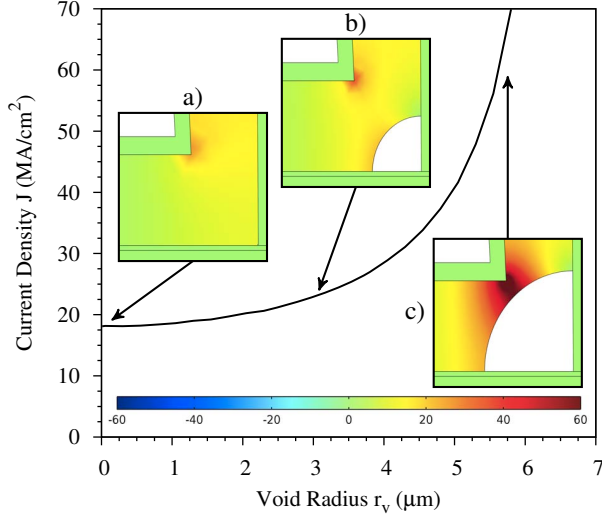 70
60
50
40
30
20
10
0
Current Density J (MA/cm²)
a)
b)
c)
-60 -40 -20 0 20 40 60
0 1 2 3 4 5 6 7
Void Radius r_v (μm)